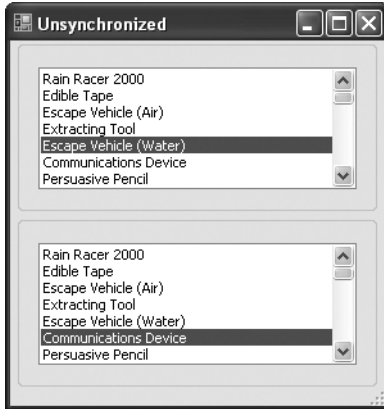 Unsynchronized
Rain Racer 2000
Edible Tape
Escape Vehicle (Air)
Extracting Tool
Escape Vehicle (Water)
Communications Device
Persuasive Pencil
Rain Racer 2000
Edible Tape
Escape Vehicle (Air)
Extracting Tool
Escape Vehicle (Water)
Communications Device
Persuasive Pencil